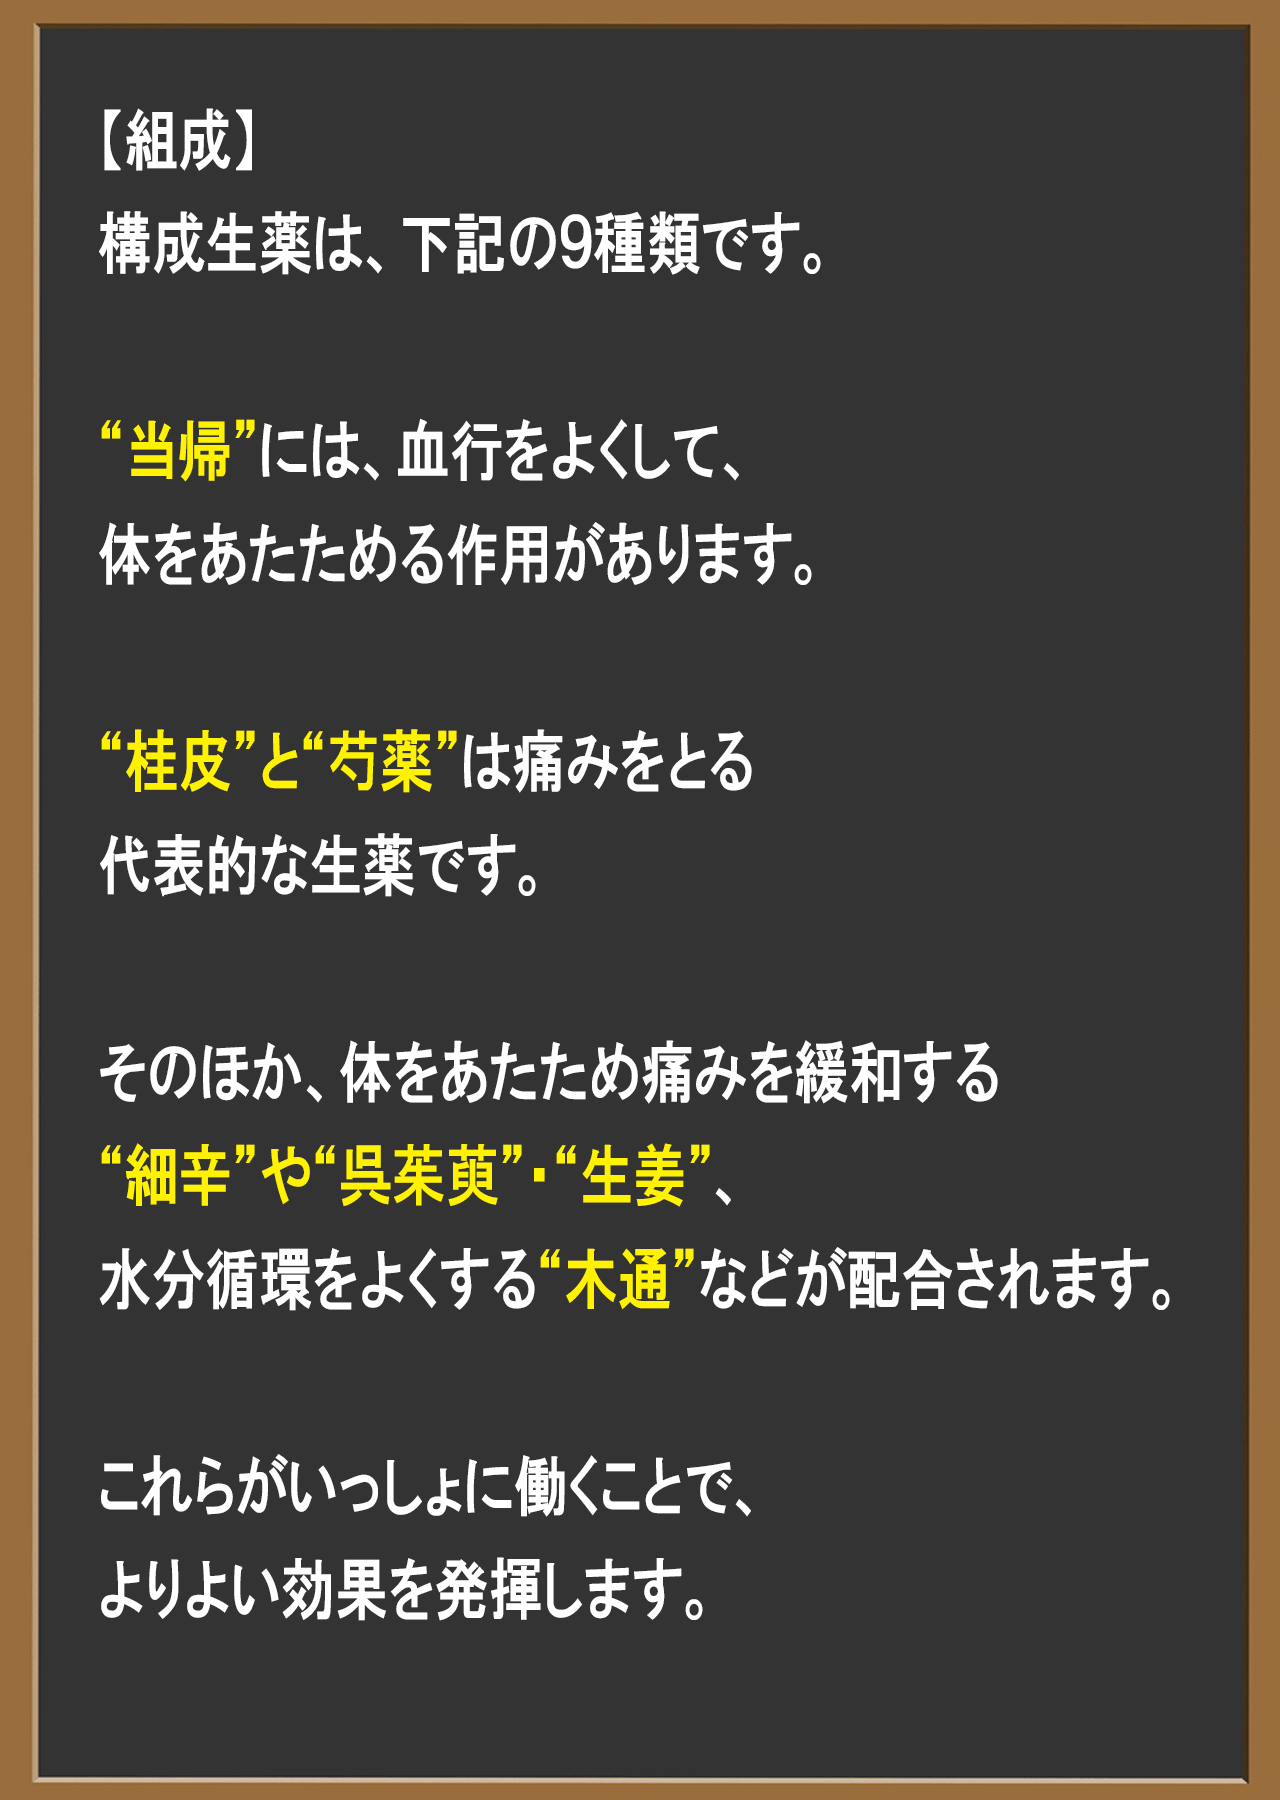 【組成】
構成生薬は、下記の9種類です。
“当帰”には、血行をよくして、
体をあたためる作用があります。
“桂皮”と“芍薬”は痛みをとる
代表的な生薬です。
そのほか、体をあたため痛みを緩和する
“細辛”や“呉茱萸”・“生姜”、
水分循環をよくする“木通”などが配合されます。
これらがいっしょに働くことで、
よりよい効果を発揮します。